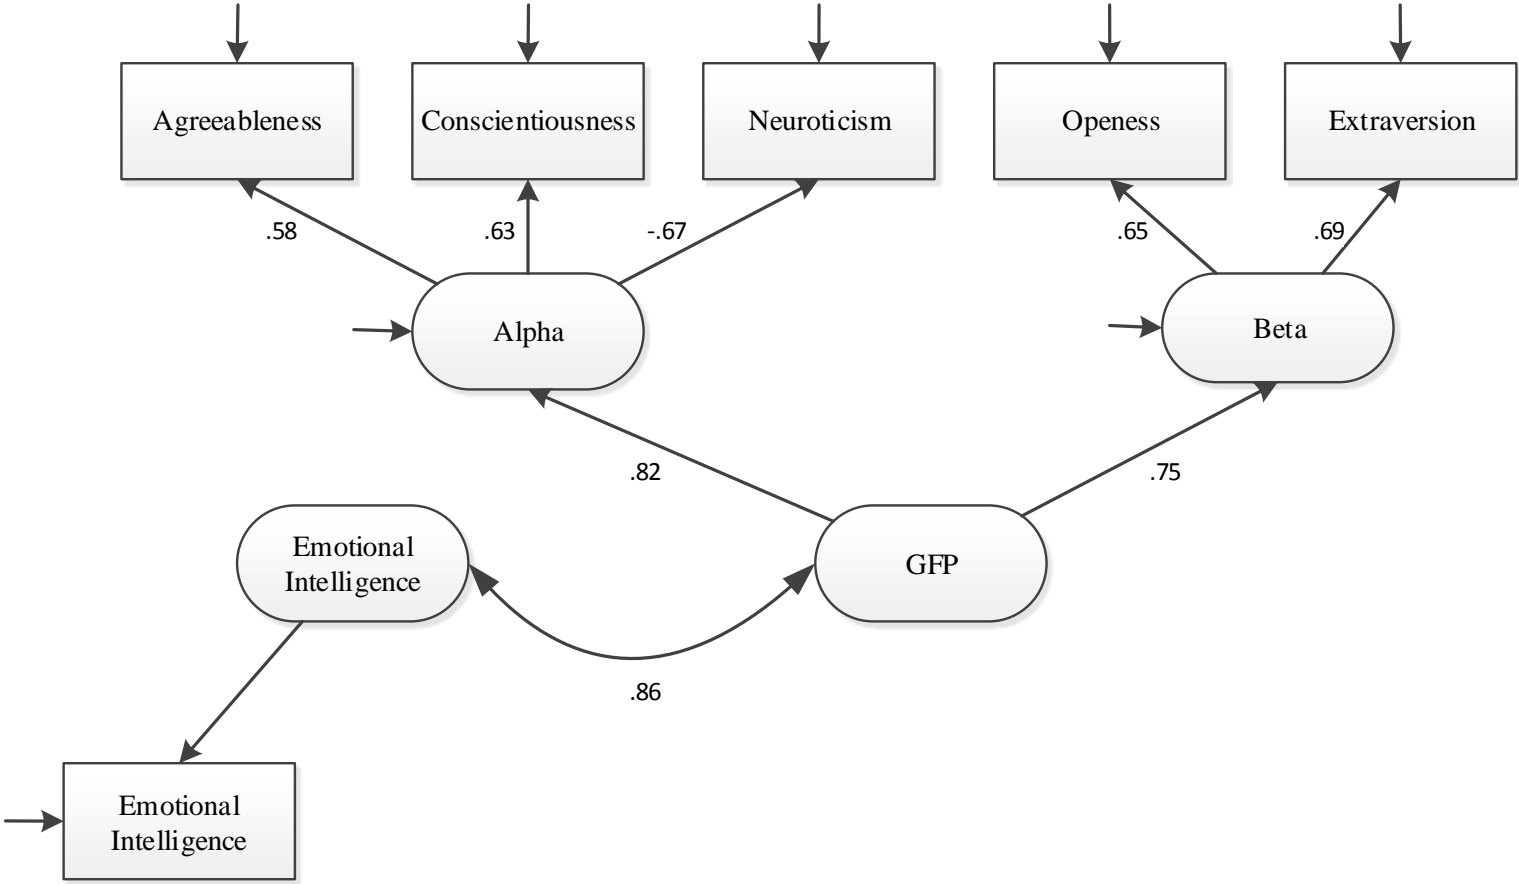 Agreeableness
Conscientiousness
Neuroticism
Openess
Extraversion
.58
.63
-.67
.65
.69
Alpha
Beta
.82
.75
Emotional
Intelligence
GFP
.86
Emotional
Intelligence